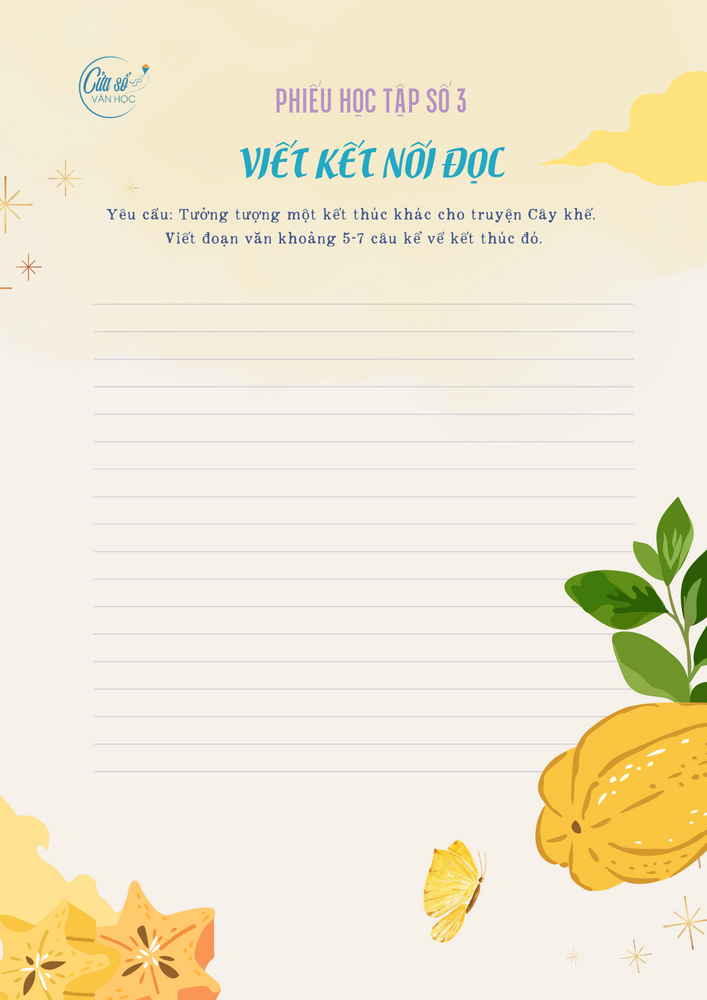 Cửa sổ
VĂN HỌC
PHIẾU HỌC TẬP SỐ 3
VIẾT KẾT NỐI ĐỌC
Yêu cầu: Tưởng tượng một kết thúc khác cho truyện Cây khế.
Viết đoạn văn khoảng 5-7 câu kể về kết thúc đó.